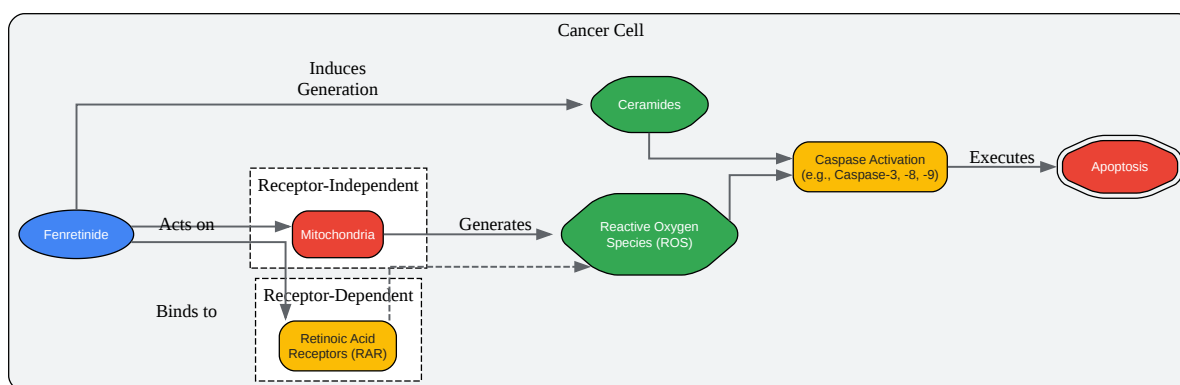 Cancer Cell
Induces
Generation
Ceramides
Caspase Activation
(e.g., Caspase-3, -8, -9)
Executes
Apoptosis
Receptor-Independent
Fenretinide
Acts on
Mitochondria
Generates
Reactive Oxygen
Species (ROS)
Receptor-Dependent
Binds to
Retinoic Acid
Receptors (RAR)